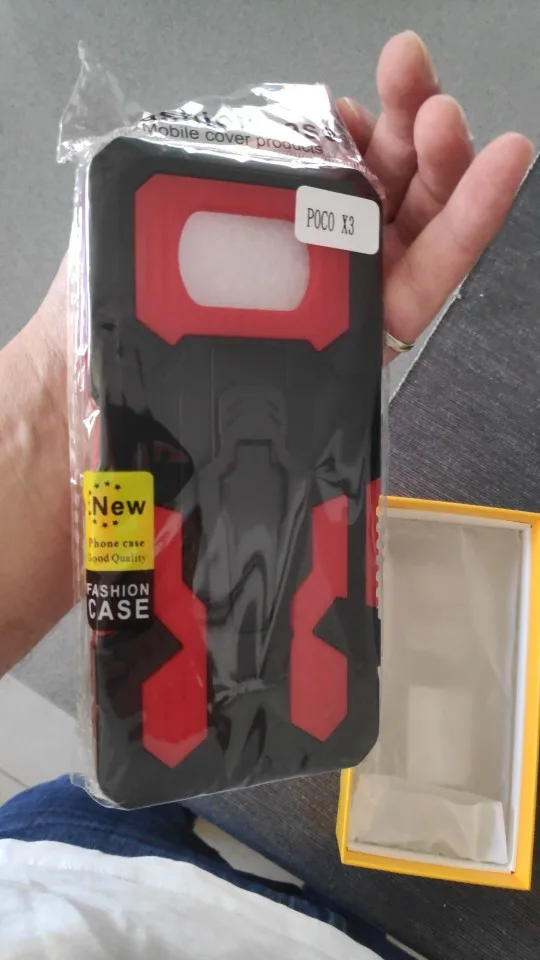 Mobile cover products
POCO X3
New
Phone case
Good Quality
FASHION
CASE